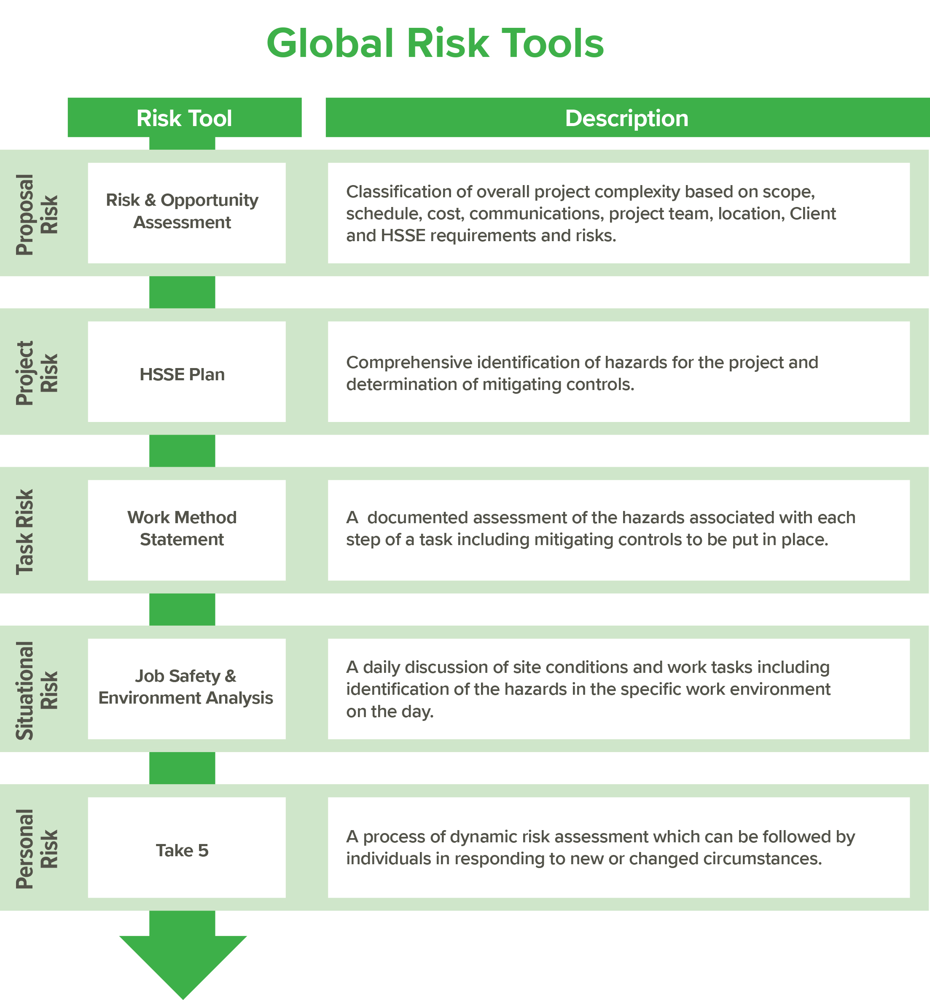 Global Risk Tools
Risk Tool
Description
Proposal
Risk
Risk & Opportunity
Assessment
Classification of overall project complexity based on scope,
schedule, cost, communications, project team, location, Client
and HSSE requirements and risks.
Project
Risk
HSSE Plan
Comprehensive identification of hazards for the project and
determination of mitigating controls.
Task Risk
Work Method
Statement
A  documented assessment of the hazards associated with each
step of a task including mitigating controls to be put in place.
Situational
Risk
Job Safety &
Environment Analysis
A daily discussion of site conditions and work tasks including
identification of the hazards in the specific work environment
on the day.
Personal
Risk
Take 5
A process of dynamic risk assessment which can be followed by
individuals in responding to new or changed circumstances.